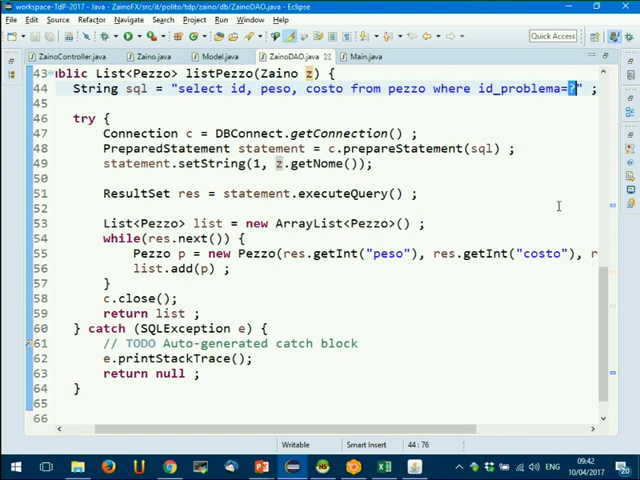 workspace-TdP-2017 - Java - ZainoFX/src/it/polito/tdp/zaino/db/ZainoDAO.java - Eclipse
File Edit Source Refactor Navigate Search Project Run Window Help
Quick Access
ZainoController.java Zaino.java Model.java ZainoDAO.java Main.java
43 blic List<Pezzo> listPezzo(Zaino z) {
44 String sql = "select id, peso, costo from pezzo where id_problema=?" ;
45
46 try {
47 Connection c = DBConnect.getConnection() ;
48 PreparedStatement statement = c.prepareStatement(sql) ;
49 statement.setString(1, z.getNome());
50
51 ResultSet res = statement.executeQuery() ;
52
53 List<Pezzo> list = new ArrayList<Pezzo>() ;
54 while(res.next()) {
55 Pezzo p = new Pezzo(res.getInt("peso"), res.getInt("costo"), r
56 list.add(p) ;
57 }
58 c.close();
59 return list ;
60 } catch (SQLException e) {
61 // TODO Auto-generated catch block
62 e.printStackTrace();
63 return null ;
64 }
65
66
Writable Smart Insert 44 : 76
ENG 09:42
10/04/2017
20